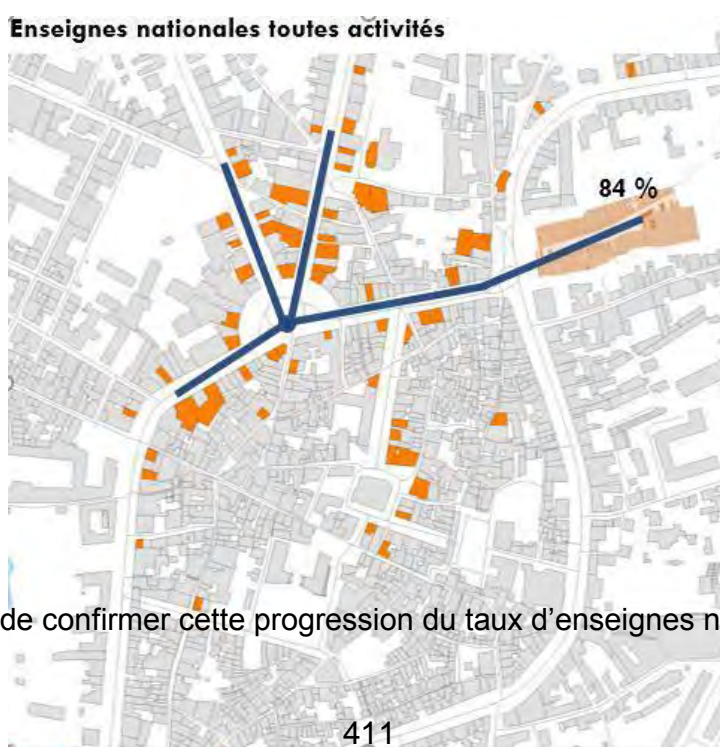 Enseignes nationales toutes activités
84 %
de confirmer cette progression du taux d’enseignes n
411